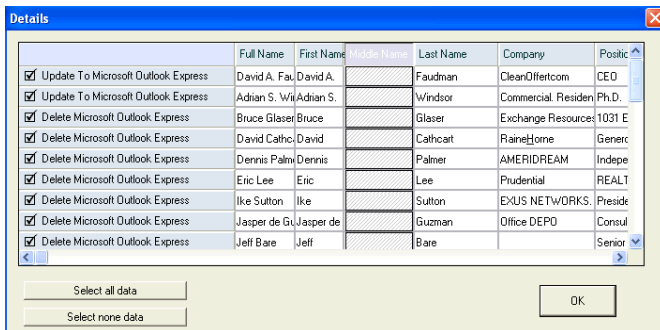 Details
Full Name First Name Middle Name Last Name Company Positic
Update To Microsoft Outlook Express David A. Fau David A. Faudman CleanOffertcom CEO
Update To Microsoft Outlook Express Adrian S. Wi Adrian S. Windsor Commercial. Residen Ph.D.
Delete Microsoft Outlook Express Bruce Glaser Bruce Glaser Exchange Resources 1031 E
Delete Microsoft Outlook Express David Cathc David Cathcart RaineHorne Genero
Delete Microsoft Outlook Express Dennis Palm Dennis Palmer AMERIDREAM Indepe
Delete Microsoft Outlook Express Eric Lee Eric Lee Prudential REALT
Delete Microsoft Outlook Express Ike Sutton Ike Sutton EXUS NETWORKS. Preside
Delete Microsoft Outlook Express Jasper de Gu Jasper de Guzman Office DEPO Consul
Delete Microsoft Outlook Express Jeff Bare Jeff Bare Senior
Select all data
OK
Select none data